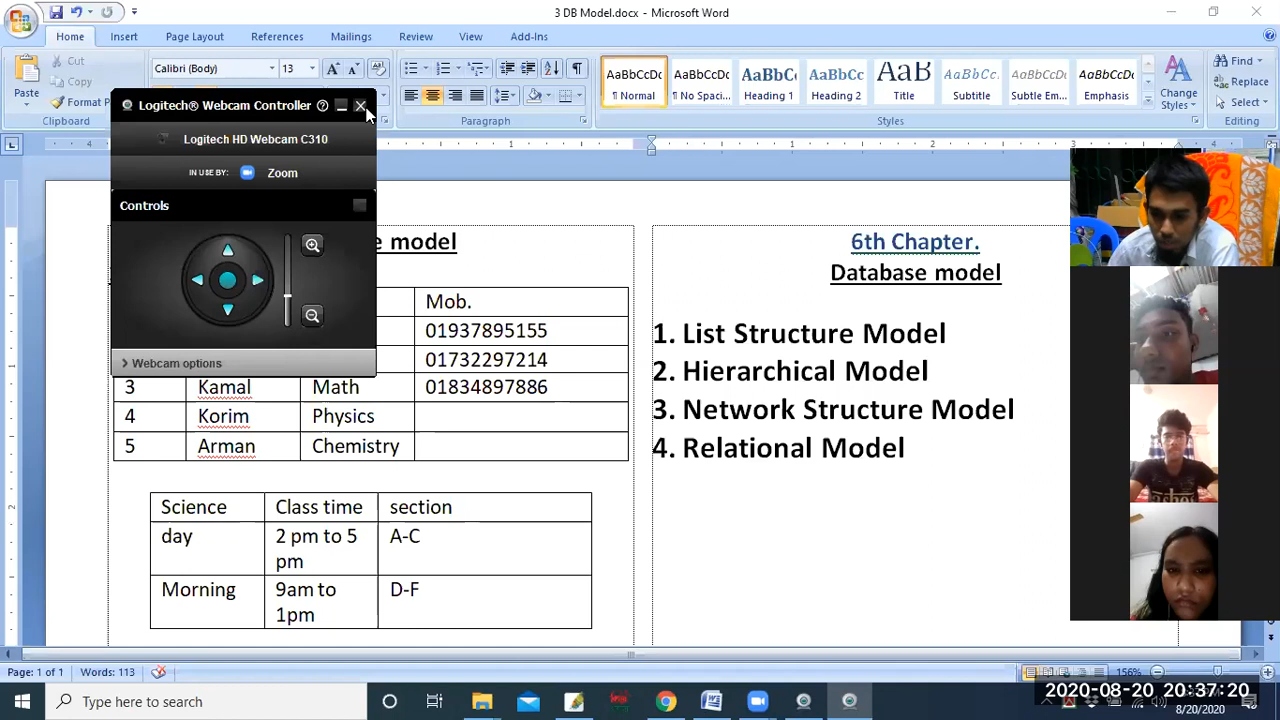 3 DB Model.docx - Microsoft Word
Home Insert Page Layout References Mailings Review View Add-Ins
Cut
Copy
Format
Paste
Clipboard
Calibri (Body) 13
Paragraph
AaBbCcDc AaBbCcDc AaBbCc AaBbCc AaBb AaBbCcL AaBbCcDc AaBbCcDc
¶ Normal No Spaci... Heading 1 Heading 2 Title Subtitle Subtle Em... Emphasis
Change Styles
Styles
Find
Replace
Select
Editing
Logitech® Webcam Controller
Logitech HD Webcam C310
IN USE BY: Zoom
Controls
Webcam options
e model
Mob.
01937895155
01732297214
3 Kamal Math 01834897886
4 Korim Physics
5 Arman Chemistry
Science Class time section
day 2 pm to 5 pm A-C
Morning 9am to 1pm D-F
6th Chapter.
Database model
1. List Structure Model
2. Hierarchical Model
3. Network Structure Model
4. Relational Model
Page: 1 of 1 Words: 113 156%
Type here to search
2020-08-20 20:37:20
8/20/2020